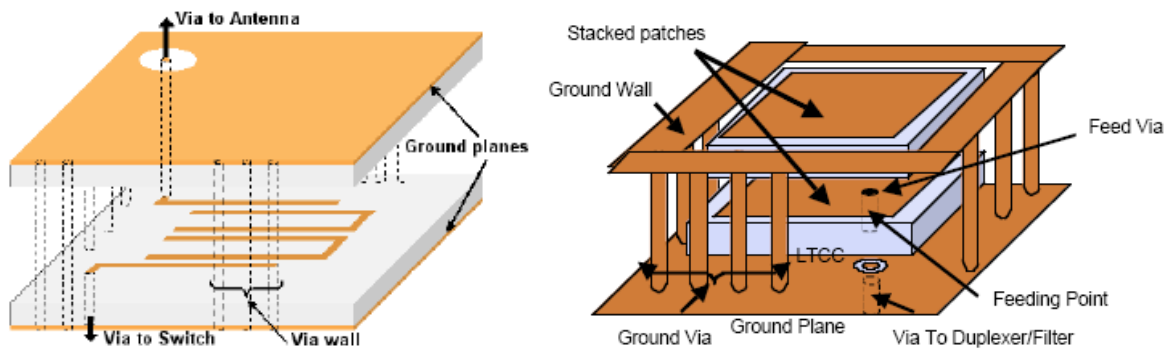 Via to Antenna
Ground planes
Via to Switch
Via wall
Stacked patches
Ground Wall
Feed Via
LTCC
Feeding Point
Ground Via
Ground Plane
Via To Duplexer/Filter